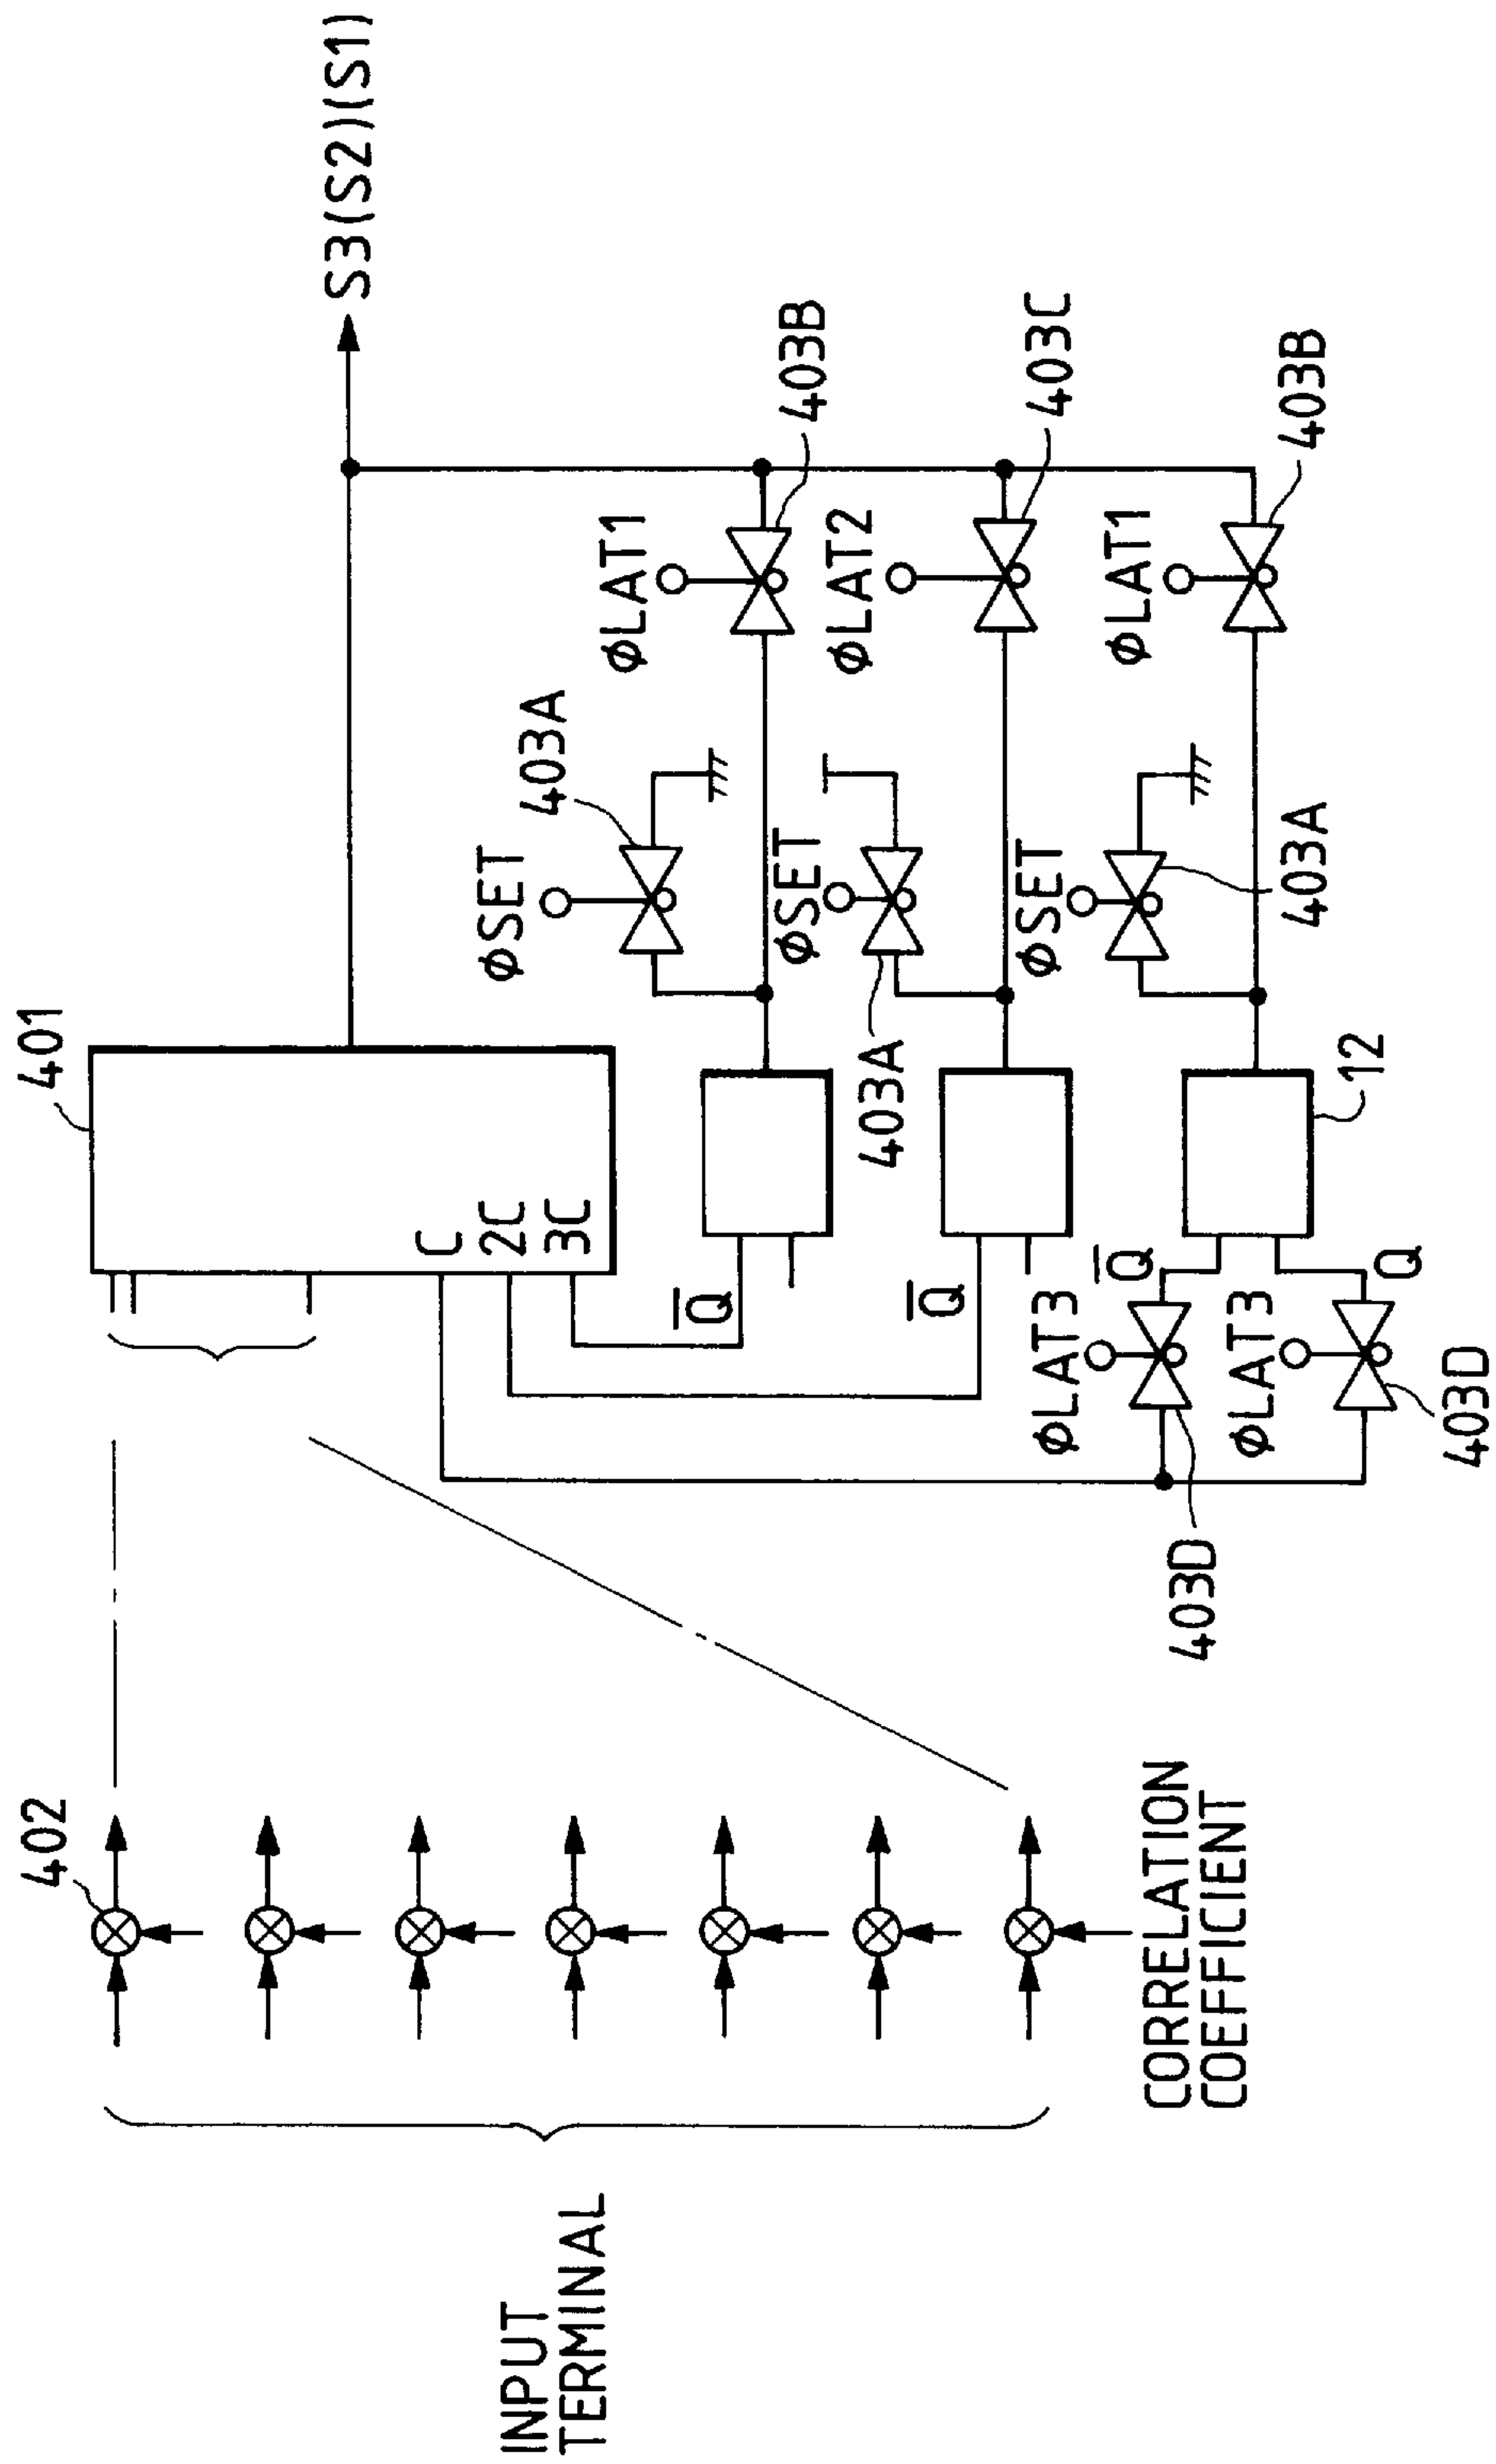 INPUT
TERMINAL
402
CORRELATION
COEFFICIENT
401
C
2C
3C
Q̅
Q̅
Q̅
Q
ϕLAT3
ϕLAT3
403D
403D
12
ϕSET
403A
ϕSET
403A
ϕSET
403A
ϕLAT1
403B
ϕLAT2
403C
ϕLAT1
403B
S3(S2)(S1)